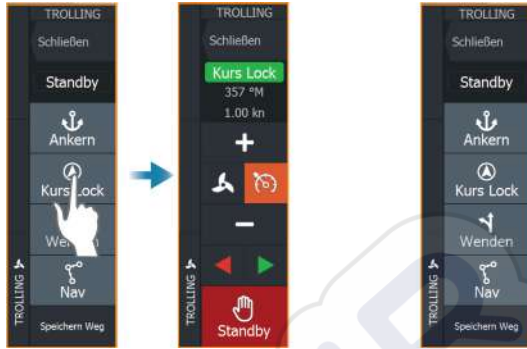 TROLLING
Schließen
Standby
Ankern
Kurs Lock
Nav
Speichern Weg
TROLLING
TROLLING
Schließen
Kurs Lock
357 °M
1.00 kn
+
−
Standby
TROLLING
TROLLING
Schließen
Standby
Ankern
Kurs Lock
Wenden
Nav
Speichern Weg
TROLLING